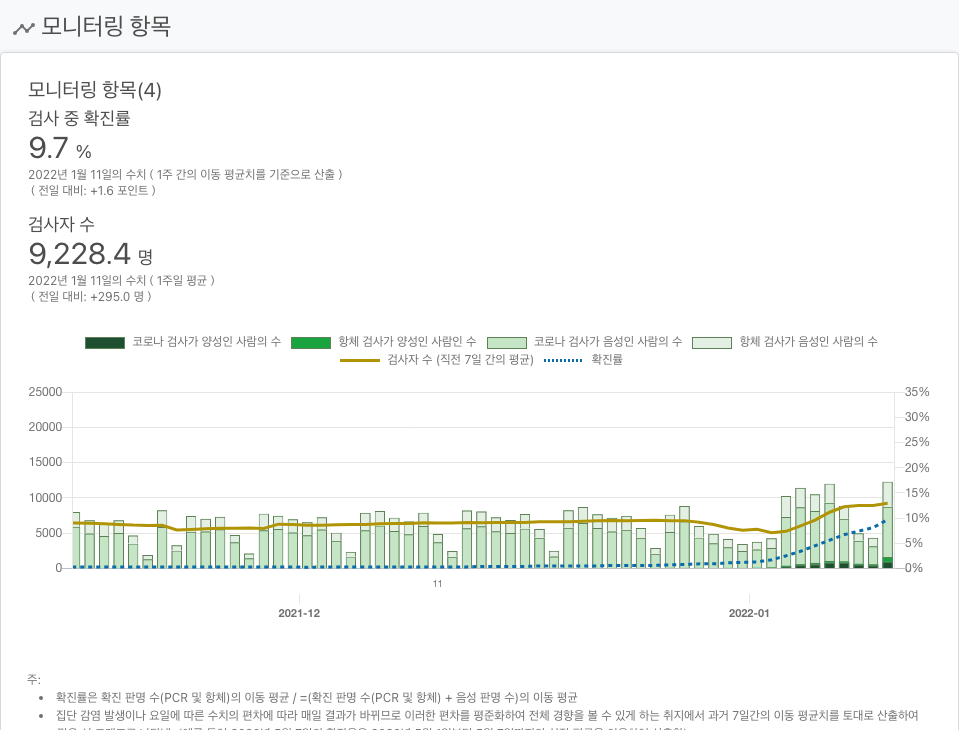 모니터링 항목
모니터링 항목(4)
검사 중 확진률
9.7 %
2022년 1월 11일의 수치 ( 1주 간의 이동 평균치를 기준으로 산출 )
( 전일 대비: +1.6 포인트 )
검사자 수
9,228.4 명
2022년 1월 11일의 수치 ( 1주일 평균 )
( 전일 대비: +295.0 명 )
코로나 검사가 양성인 사람의 수 항체 검사가 양성인 사람인 수 코로나 검사가 음성인 사람의 수 항체 검사가 음성인 사람의 수
검사자 수 (직전 7일 간의 평균) 확진률
25000 35%
30%
20000
25%
15000
20%
15%
10000
10%
5000
5%
0 0%
11
2021-12 2022-01
주:
확진률은 확진 판명 수(PCR 및 항체)의 이동 평균 / =(확진 판명 수(PCR 및 항체) + 음성 판명 수)의 이동 평균
집단 감염 발생이나 요일에 따른 수치의 편차에 따라 매일 결과가 바뀌므로 이러한 편차를 평준화하여 전체 경향을 볼 수 있게 하는 취지에서 과거 7일간의 이동 평균치를 토대로 산출하여